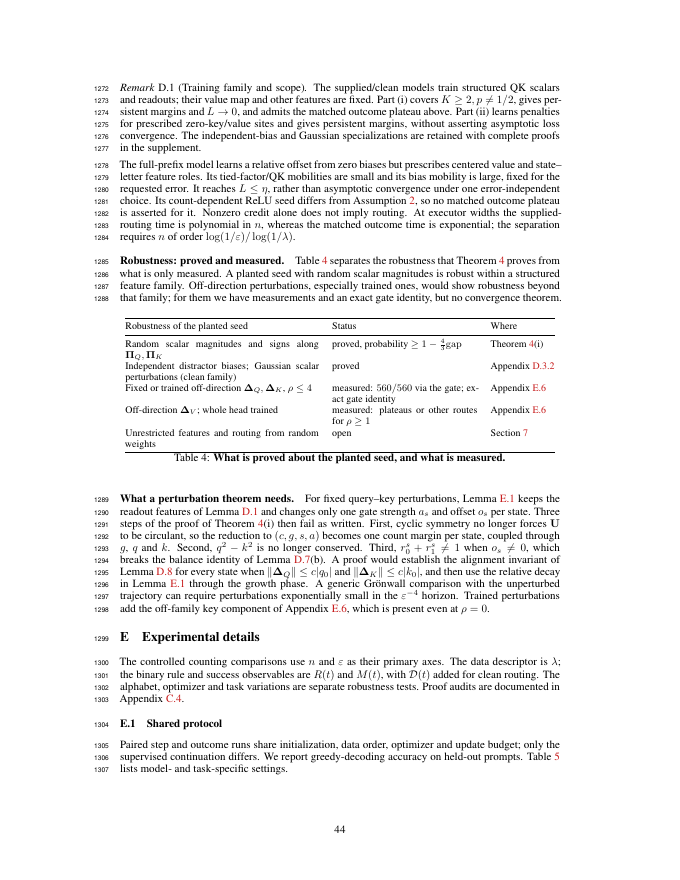 1272 Remark D.1 (Training family and scope). The supplied/clean models train structured QK scalars
1273 and readouts; their value map and other features are fixed. Part (i) covers K ≥ 2, p ≠ 1/2, gives per-
1274 sistent margins and L → 0, and admits the matched outcome plateau above. Part (ii) learns penalties
1275 for prescribed zero-key/value sites and gives persistent margins, without asserting asymptotic loss
1276 convergence. The independent-bias and Gaussian specializations are retained with complete proofs
1277 in the supplement.
1278 The full-prefix model learns a relative offset from zero biases but prescribes centered value and state–
1279 letter feature roles. Its tied-factor/QK mobilities are small and its bias mobility is large, fixed for the
1280 requested error. It reaches L ≤ η, rather than asymptotic convergence under one error-independent
1281 choice. Its count-dependent ReLU seed differs from Assumption 2, so no matched outcome plateau
1282 is asserted for it. Nonzero credit alone does not imply routing. At executor widths the supplied-
1283 routing time is polynomial in n, whereas the matched outcome time is exponential; the separation
1284 requires n of order log(1/ε)/ log(1/λ).
1285 Robustness: proved and measured. Table 4 separates the robustness that Theorem 4 proves from
1286 what is only measured. A planted seed with random scalar magnitudes is robust within a structured
1287 feature family. Off-direction perturbations, especially trained ones, would show robustness beyond
1288 that family; for them we have measurements and an exact gate identity, but no convergence theorem.
Robustness of the planted seed Status Where
Random scalar magnitudes and signs along proved, probability ≥ 1 − 4/3 gap Theorem 4(i)
Π_Q, Π_K
Independent distractor biases; Gaussian scalar proved Appendix D.3.2
perturbations (clean family)
Fixed or trained off-direction Δ_Q, Δ_K, ρ ≤ 4 measured: 560/560 via the gate; ex- Appendix E.6
act gate identity
Off-direction Δ_V; whole head trained measured: plateaus or other routes Appendix E.6
for ρ ≥ 1
Unrestricted features and routing from random open Section 7
weights
Table 4: What is proved about the planted seed, and what is measured.
1289 What a perturbation theorem needs. For fixed query–key perturbations, Lemma E.1 keeps the
1290 readout features of Lemma D.1 and changes only one gate strength a_s and offset o_s per state. Three
1291 steps of the proof of Theorem 4(i) then fail as written. First, cyclic symmetry no longer forces U
1292 to be circulant, so the reduction to (c, g, s, a) becomes one count margin per state, coupled through
1293 g, q and k. Second, q² − k² is no longer conserved. Third, r_0^s + r_1^s ≠ 1 when o_s ≠ 0, which
1294 breaks the balance identity of Lemma D.7(b). A proof would establish the alignment invariant of
1295 Lemma D.8 for every state when ‖Δ_Q‖ ≤ c|q_0| and ‖Δ_K‖ ≤ c|k_0|, and then use the relative decay
1296 in Lemma E.1 through the growth phase. A generic Grönwall comparison with the unperturbed
1297 trajectory can require perturbations exponentially small in the ε⁻⁴ horizon. Trained perturbations
1298 add the off-family key component of Appendix E.6, which is present even at ρ = 0.
1299 E Experimental details
1300 The controlled counting comparisons use n and ε as their primary axes. The data descriptor is λ;
1301 the binary rule and success observables are R(t) and M(t), with D(t) added for clean routing. The
1302 alphabet, optimizer and task variations are separate robustness tests. Proof audits are documented in
1303 Appendix C.4.
1304 E.1 Shared protocol
1305 Paired step and outcome runs share initialization, data order, optimizer and update budget; only the
1306 supervised continuation differs. We report greedy-decoding accuracy on held-out prompts. Table 5
1307 lists model- and task-specific settings.
44